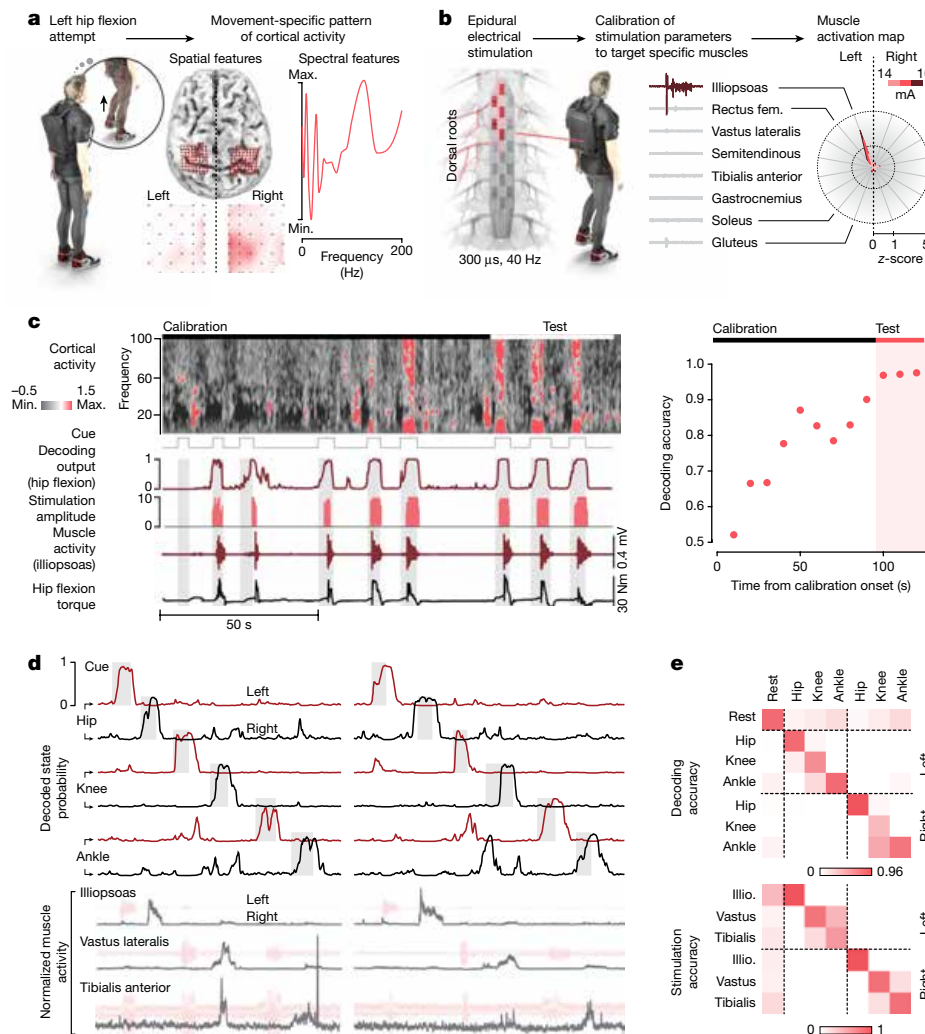 a
Left hip flexion
attempt
Movement-specific pattern
of cortical activity
Spatial features
Spectral features
Max.
Min.
Left
Right
0
200
Frequency
(Hz)
b
Epidural
electrical
stimulation
Calibration of
stimulation parameters
to target specific muscles
Muscle
activation map
Left
Right
14
mA
Dorsal roots
300 µs, 40 Hz
Illiopsoas
Rectus fem.
Vastus lateralis
Semitendinous
Tibialis anterior
Gastrocnemius
Soleus
Gluteus
0 1 5
z-score
c
Calibration
Test
Cortical
activity
–0.5 1.5
Min. Max.
Frequency
100
60
20
Cue
Decoding
output
(hip flexion)
1
0
Stimulation
amplitude
10
0
Muscle
activity
(illiopsoas)
0.4 mV
Hip flexion
torque
30 Nm
50 s
Calibration
Test
Decoding accuracy
1.0
0.9
0.8
0.7
0.6
0.5
0 50 100
Time from calibration onset (s)
d
1
0
Cue
Left
Right
Hip
Knee
Ankle
Decoded state
probability
Normalized muscle
activity
Illiopsoas
Left
Right
Vastus lateralis
Tibialis anterior
e
Rest Hip Knee Ankle Hip Knee Ankle
Rest
Hip
Knee
Ankle
Hip
Knee
Ankle
Left
Right
Decoding
accuracy
0 0.96
Illio.
Vastus
Tibialis
Illio.
Vastus
Tibialis
Left
Right
Stimulation
accuracy
0 1